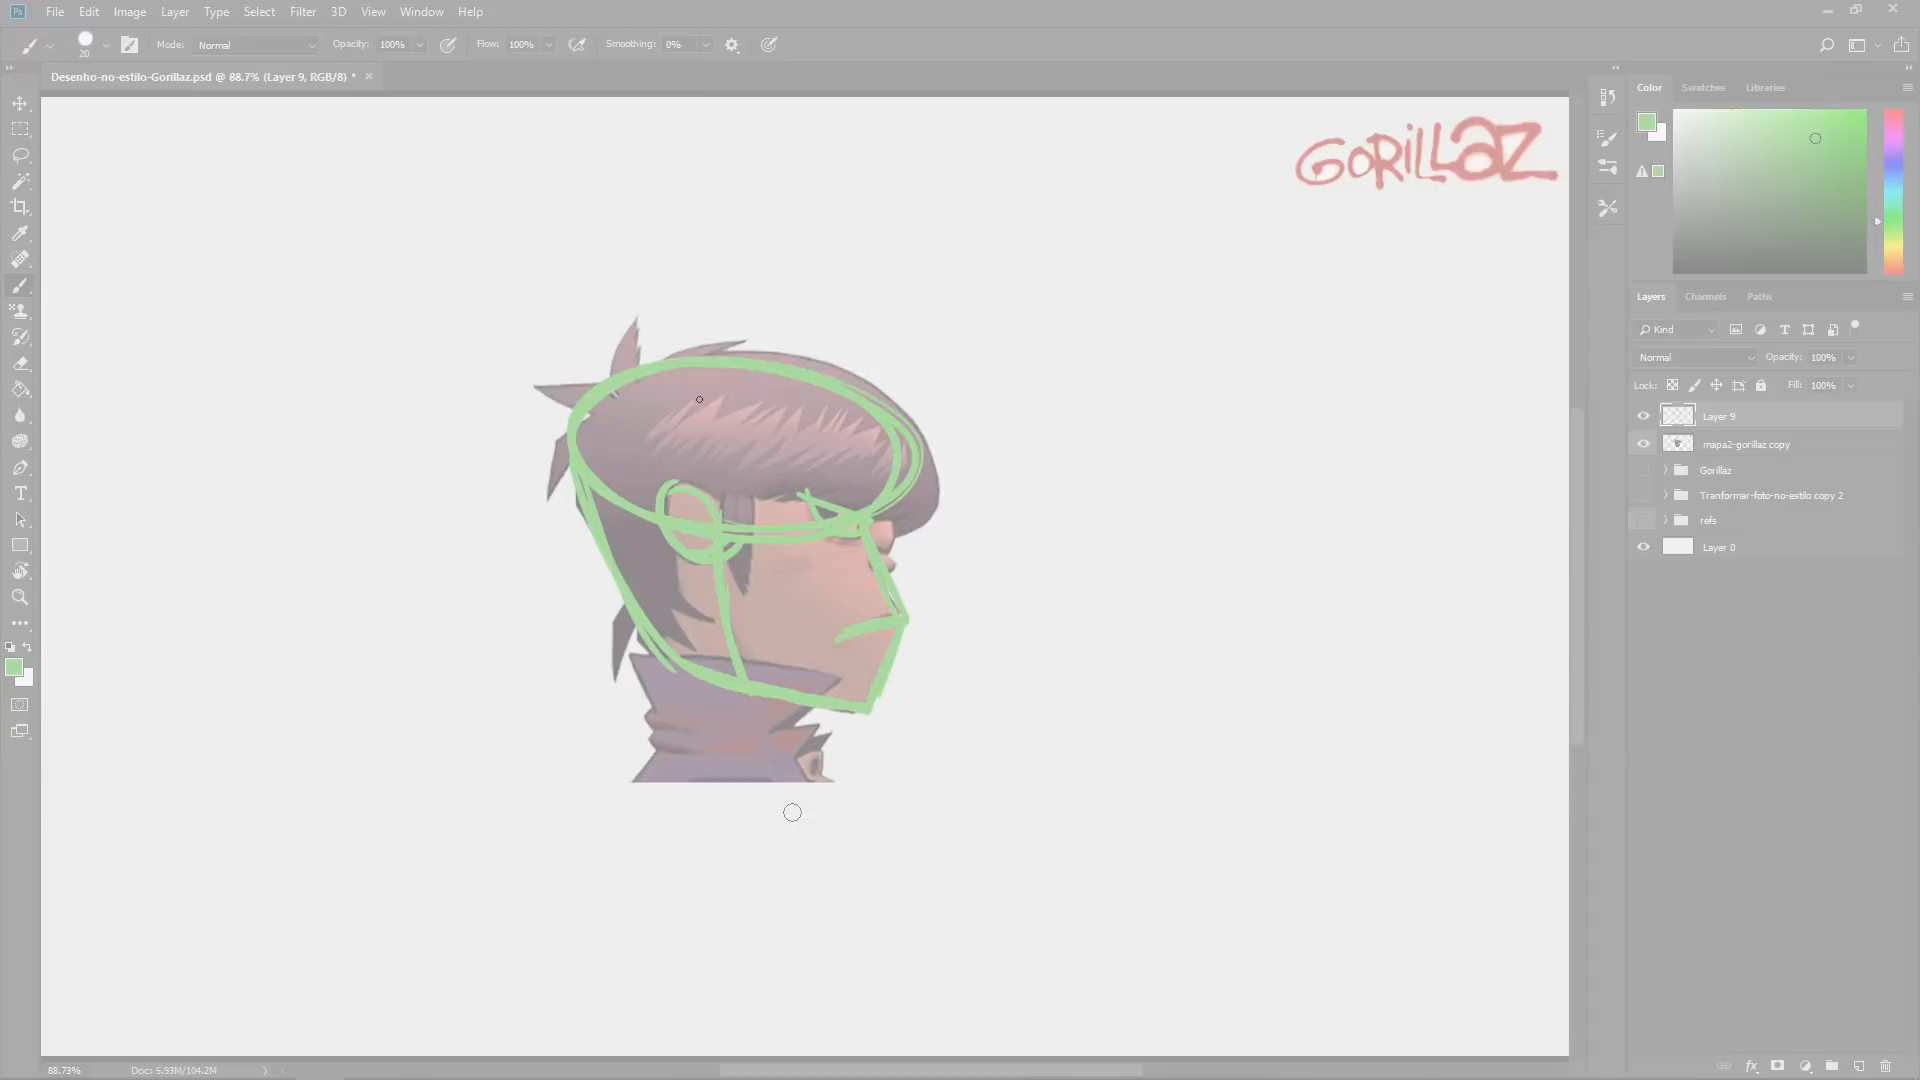 Ps File Edit Image Layer Type Select Filter 3D View Window Help
20 Mode: Normal Opacity: 100% Flow: 100% Smoothing: 0%
Desenho-no-estilo-Gorillaz.psd @ 88.7% (Layer 9, RGB/8) *
GORILLAZ
Color Swatches Libraries
Layers Channels Paths
Kind
Normal Opacity: 100%
Lock: Fill: 100%
Layer 9
mapa2-gorillaz copy
Gorillaz
Tranformar-foto-no-estilo copy 2
refs
Layer 0
88.73% Doc: 5.93M/104.2M